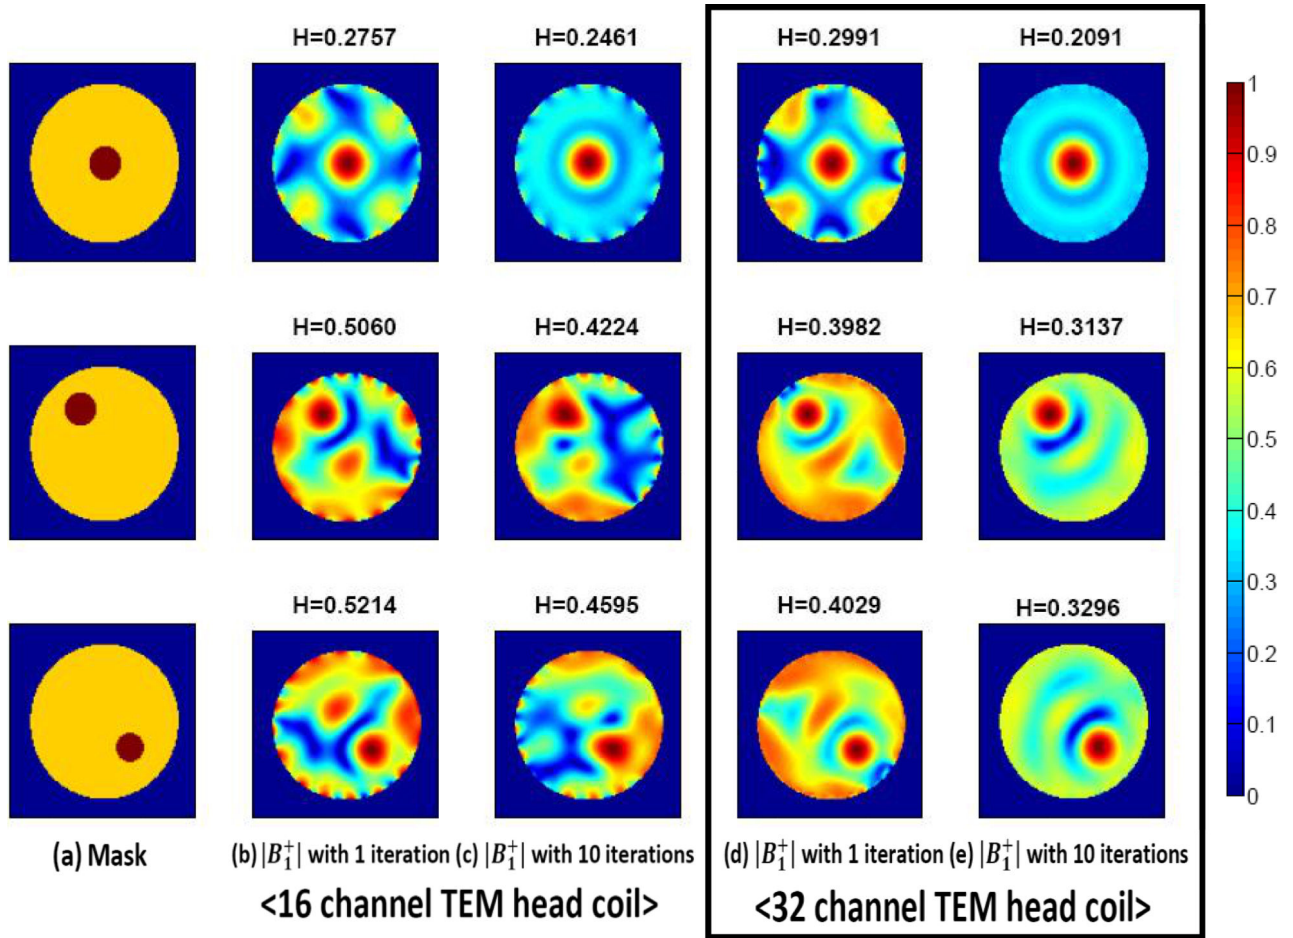 H=0.2757 H=0.2461 H=0.2991 H=0.2091
H=0.5060 H=0.4224 H=0.3982 H=0.3137
H=0.5214 H=0.4595 H=0.4029 H=0.3296
1
0.9
0.8
0.7
0.6
0.5
0.4
0.3
0.2
0.1
0
(a) Mask (b) |B₁⁺| with 1 iteration (c) |B₁⁺| with 10 iterations (d) |B₁⁺| with 1 iteration (e) |B₁⁺| with 10 iterations
<16 channel TEM head coil> <32 channel TEM head coil>